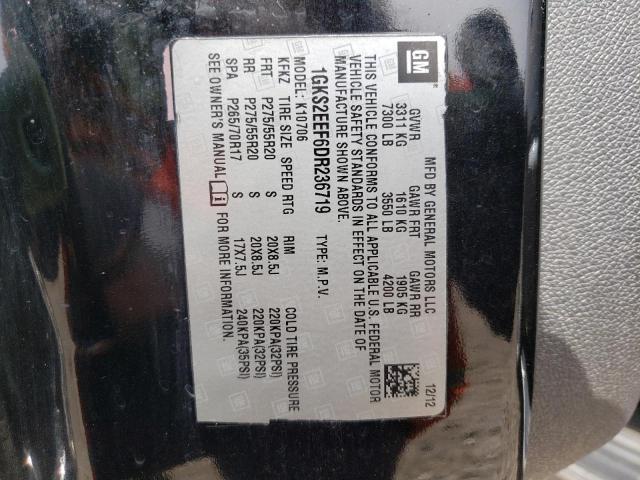 GM
MFD BY GENERAL MOTORS LLC 12/12
GVWR GAWR FRT GAWR RR
3311 KG 1610 KG 1905 KG
7300 LB 3550 LB 4200 LB
THIS VEHICLE CONFORMS TO ALL APPLICABLE U.S. FEDERAL MOTOR
VEHICLE SAFETY STANDARDS IN EFFECT ON THE DATE OF
MANUFACTURE SHOWN ABOVE.
1GKS2EEF6DR236719 TYPE: M.P.V.
MODEL: K10706
KFKZ TIRE SIZE SPEED RTG RIM COLD TIRE PRESSURE
FRT P275/55R20 S 20X8.5J 220KPA(32PSI)
RR P275/55R20 S 20X8.5J 220KPA(32PSI)
SPA P265/70R17 S 17X7.5J 240KPA(35PSI)
SEE OWNER'S MANUAL i FOR MORE INFORMATION.